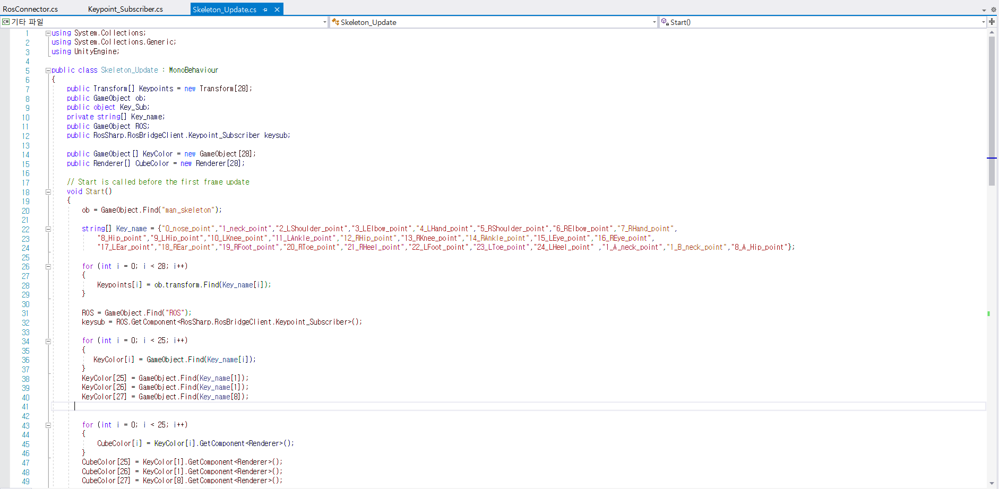 RosConnector.cs Keypoint_Subscriber.cs Skeleton_Update.cs
C# 기타 파일 Skeleton_Update Start()
1 using System.Collections;
2 using System.Collections.Generic;
3 using UnityEngine;
4
5 public class Skeleton_Update : MonoBehaviour
6 {
7 public Transform[] Keypoints = new Transform[28];
8 public GameObject ob;
9 public object Key_Sub;
10 private string[] Key_name;
11 public GameObject ROS;
12 public RosSharp.RosBridgeClient.Keypoint_Subscriber keysub;
13
14 public GameObject[] KeyColor = new GameObject[28];
15 public Renderer[] CubeColor = new Renderer[28];
16
17 // Start is called before the first frame update
18 void Start()
19 {
20 ob = GameObject.Find("man_skeleton");
21
22 string[] Key_name = {"0_nose_point","1_neck_point","2_LShoulder_point","3_LElbow_point","4_LHand_point","5_RShoulder_point","6_RElbow_point","7_RHand_point",
23 "8_Hip_point","9_LHip_point","10_LKnee_point","11_LAnkle_point","12_RHip_point","13_RKnee_point","14_RAnkle_point","15_LEye_point","16_REye_point",
24 "17_LEar_point","18_REar_point","19_RFoot_point","20_RToe_point","21_RHeel_point","22_LFoot_point","23_LToe_point","24_LHeel_point" ,"1_A_neck_point","1_B_neck_point","8_A_Hip_point"};
25
26 for (int i = 0; i < 28; i++)
27 {
28 Keypoints[i] = ob.transform.Find(Key_name[i]);
29 }
30
31 ROS = GameObject.Find("ROS");
32 keysub = ROS.GetComponent<RosSharp.RosBridgeClient.Keypoint_Subscriber>();
33
34 for (int i = 0; i < 25; i++)
35 {
36 KeyColor[i] = GameObject.Find(Key_name[i]);
37 }
38 KeyColor[25] = GameObject.Find(Key_name[1]);
39 KeyColor[26] = GameObject.Find(Key_name[1]);
40 KeyColor[27] = GameObject.Find(Key_name[8]);
41
42
43 for (int i = 0; i < 25; i++)
44 {
45 CubeColor[i] = KeyColor[i].GetComponent<Renderer>();
46 }
47 CubeColor[25] = KeyColor[1].GetComponent<Renderer>();
48 CubeColor[26] = KeyColor[1].GetComponent<Renderer>();
49 CubeColor[27] = KeyColor[8].GetComponent<Renderer>();